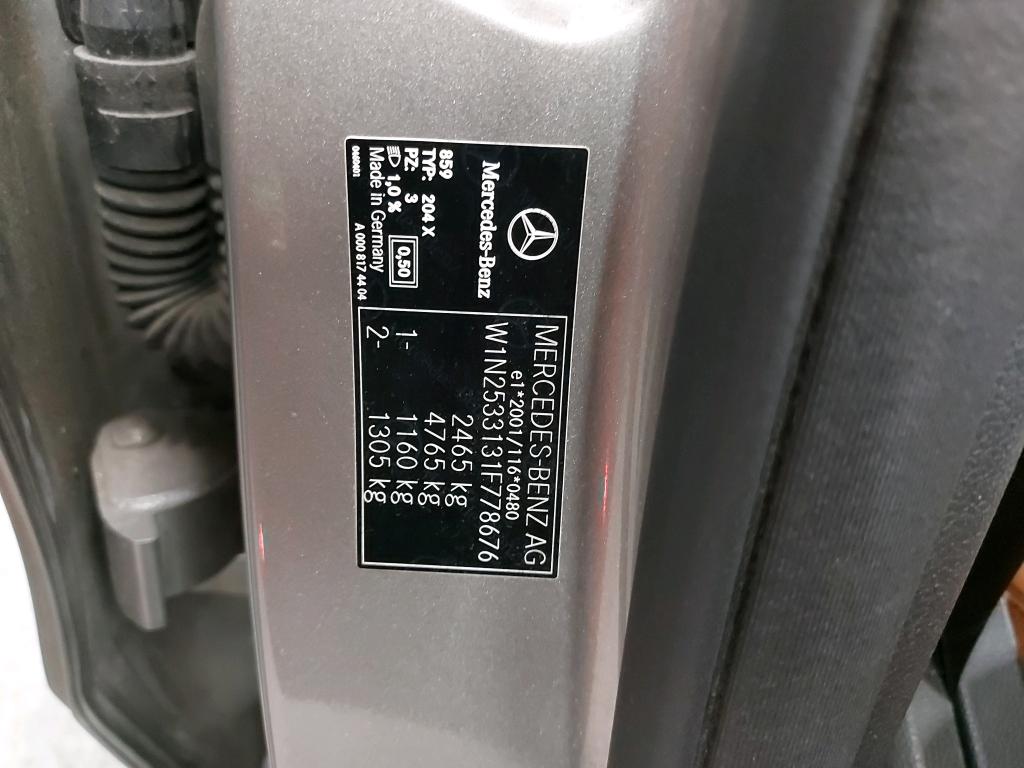 Mercedes-Benz
859
TYP: 204 X
PZ: 3
1,0 % 0,50
Made in Germany
0460401 A 000 817 44 04
MERCEDES-BENZ AG
e1*2001/116*0480
W1N2533131F778676
2465 kg
4765 kg
1- 1160 kg
2- 1305 kg